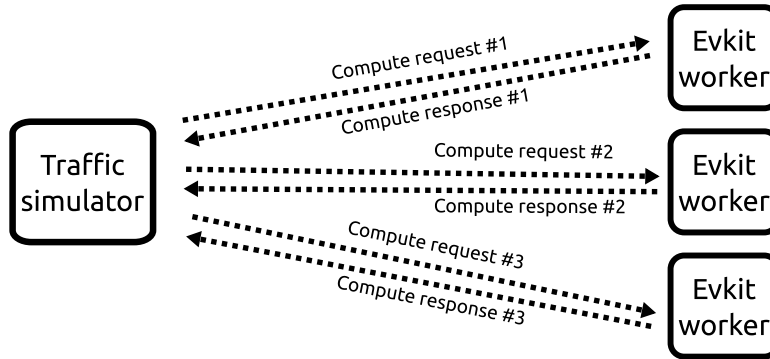 Compute request #1
Compute response #1
Evkit
worker
Traffic
simulator
Compute request #2
Compute response #2
Evkit
worker
Compute request #3
Compute response #3
Evkit
worker